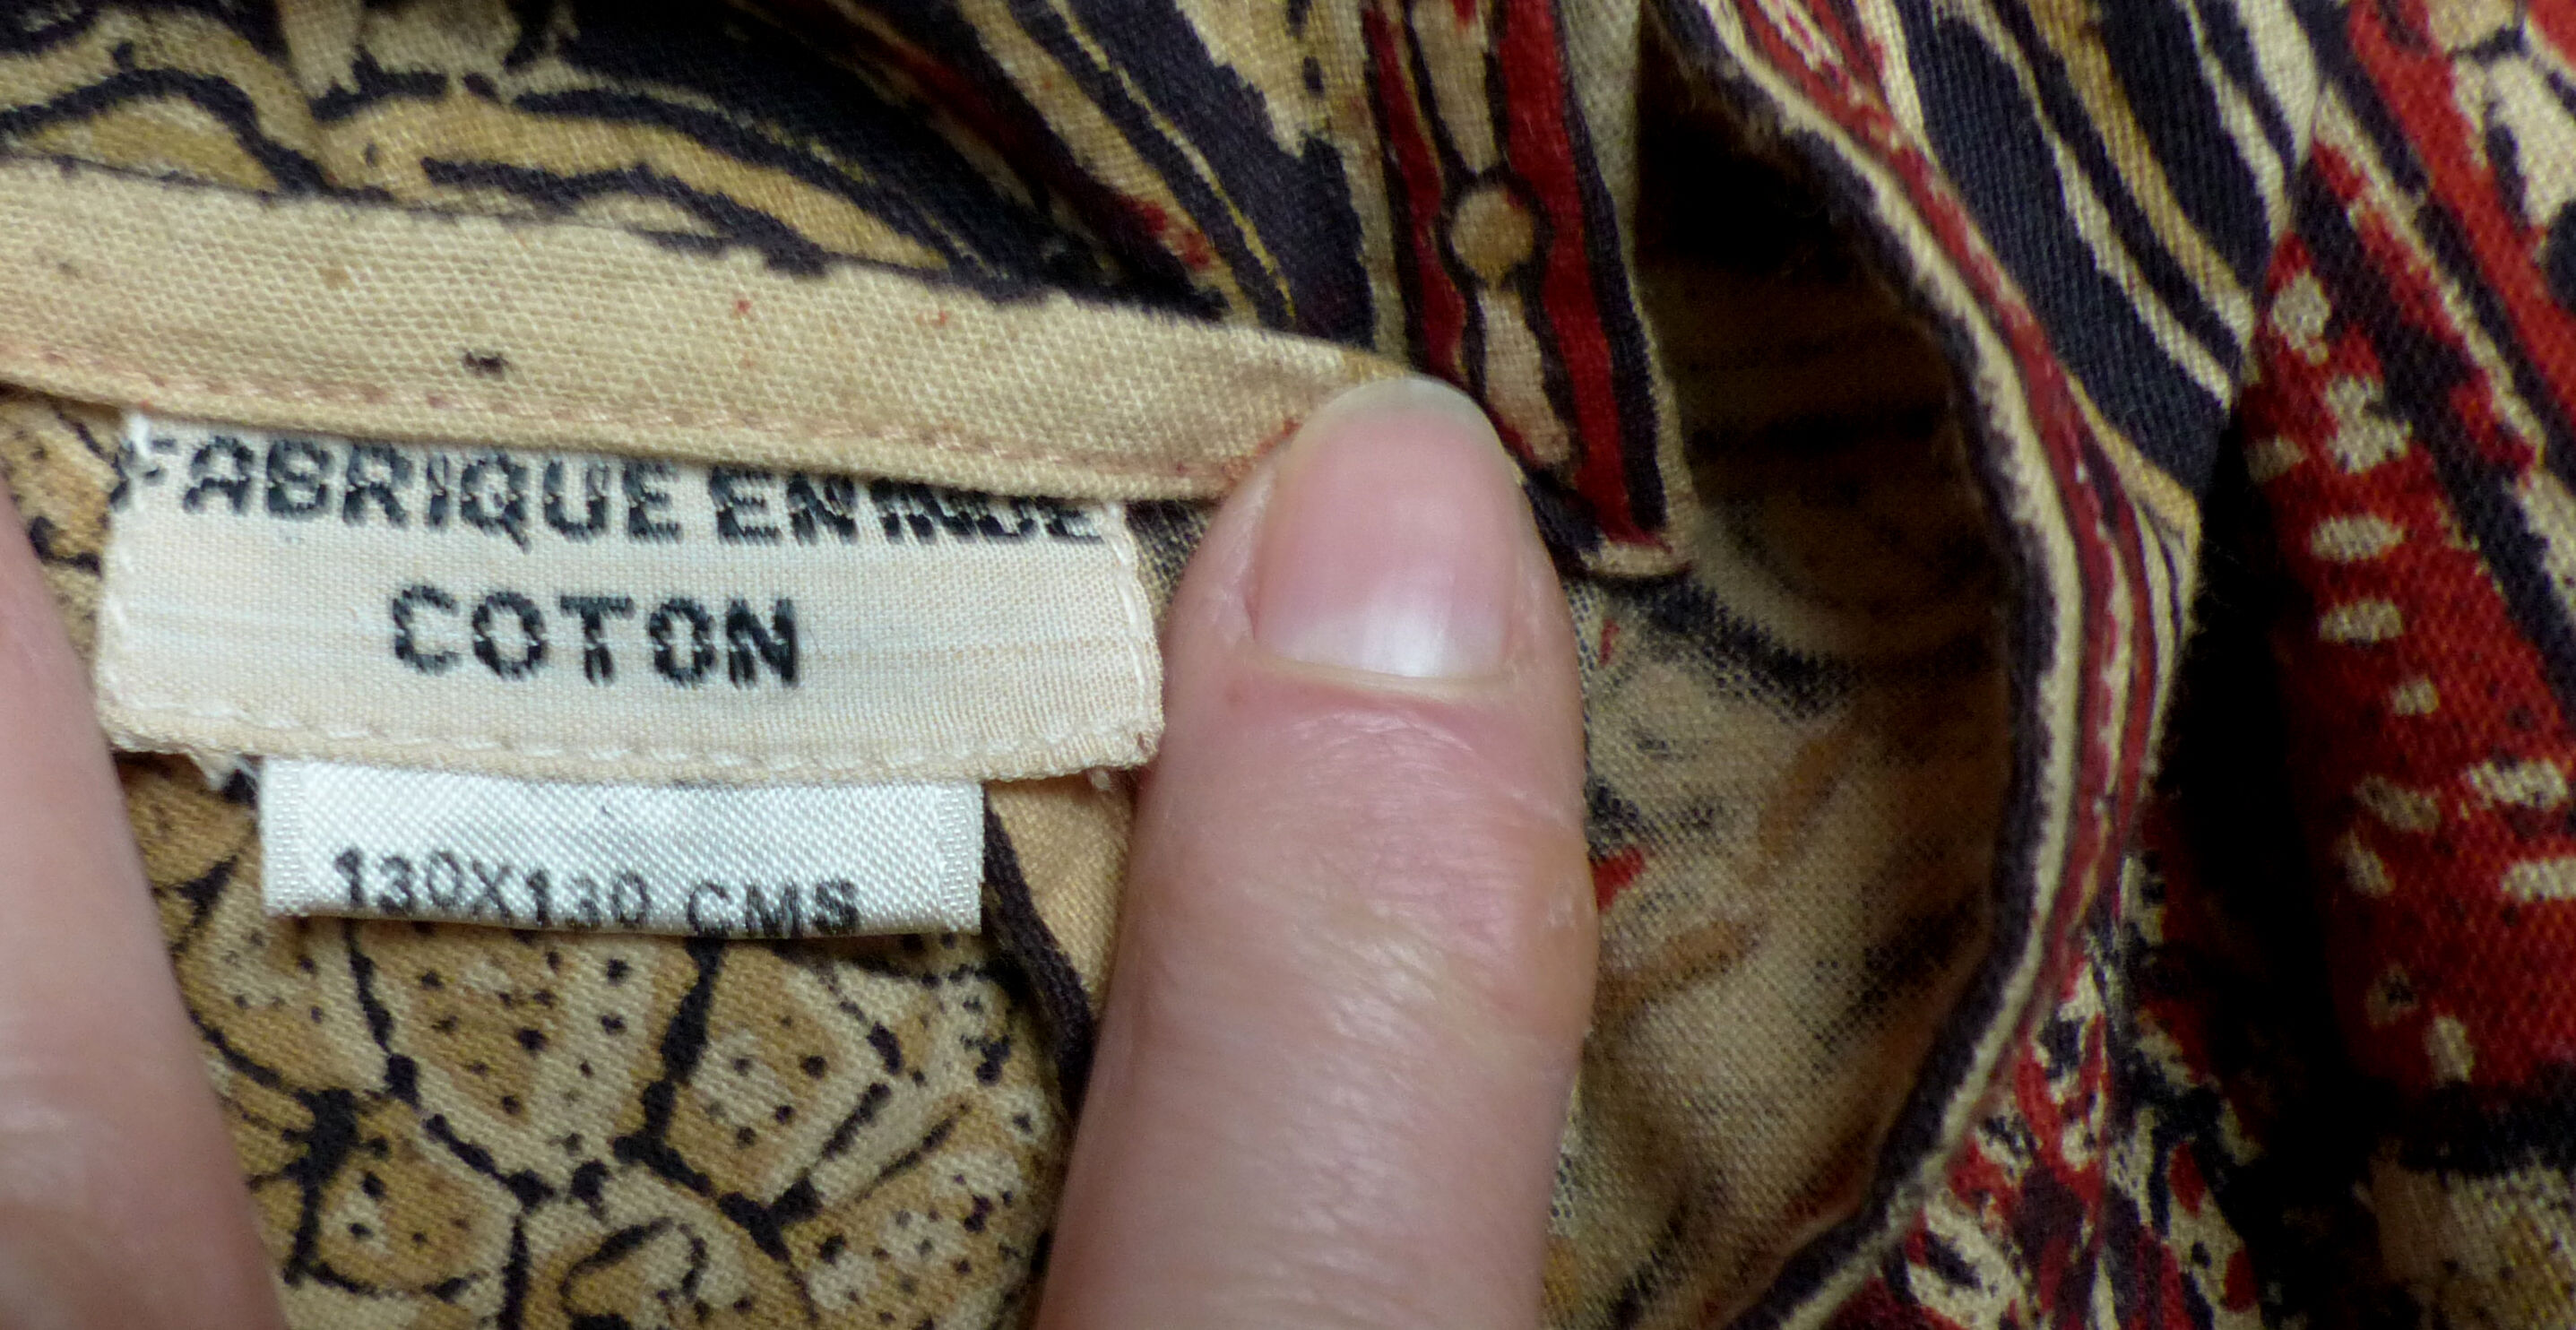 FABRIQUE EN INDE
COTON
130X130 CMS